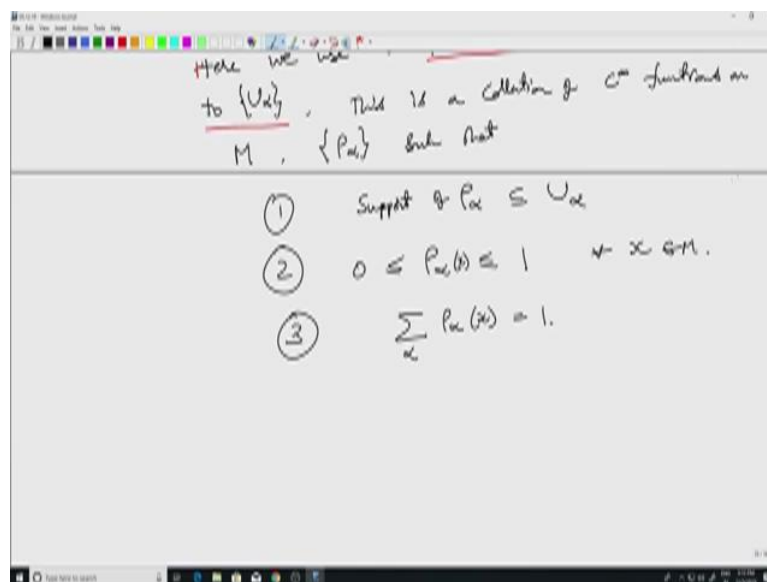 Here we use
to {Uα}. This is a collection of C∞ functions on
M, {ρα} such that
① Support of ρα ⊆ Uα
② 0 ≤ ρα(x) ≤ 1 ∀ x ∈ M.
③ ∑α ρα(x) = 1.